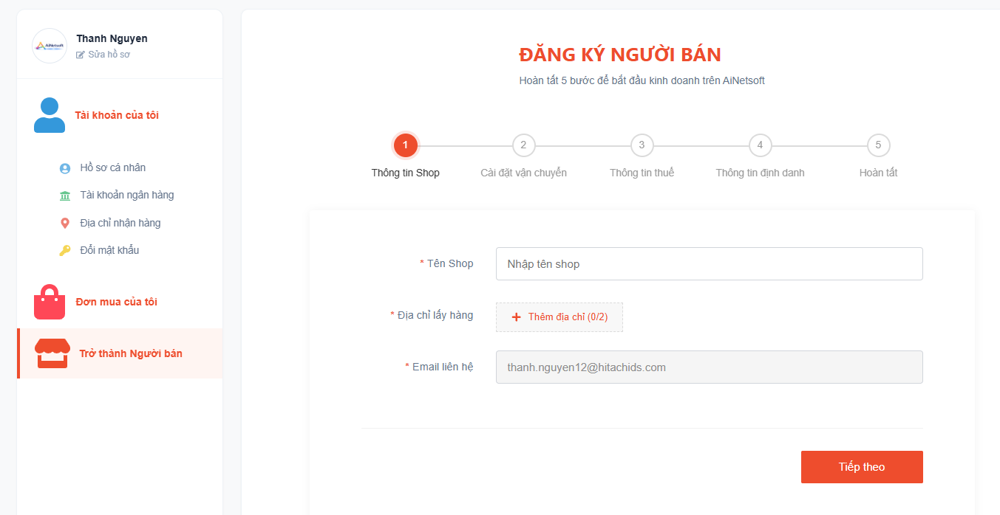 AiNetsoft
Thanh Nguyen
Sửa hồ sơ
Tài khoản của tôi
Hồ sơ cá nhân
Tài khoản ngân hàng
Địa chỉ nhận hàng
Đổi mật khẩu
Đơn mua của tôi
Trở thành Người bán
ĐĂNG KÝ NGƯỜI BÁN
Hoàn tất 5 bước để bắt đầu kinh doanh trên AiNetsoft
1 2 3 4 5
Thông tin Shop Cài đặt vận chuyển Thông tin thuế Thông tin định danh Hoàn tất
* Tên Shop Nhập tên shop
* Địa chỉ lấy hàng + Thêm địa chỉ (0/2)
* Email liên hệ thanh.nguyen12@hitachids.com
Tiếp theo